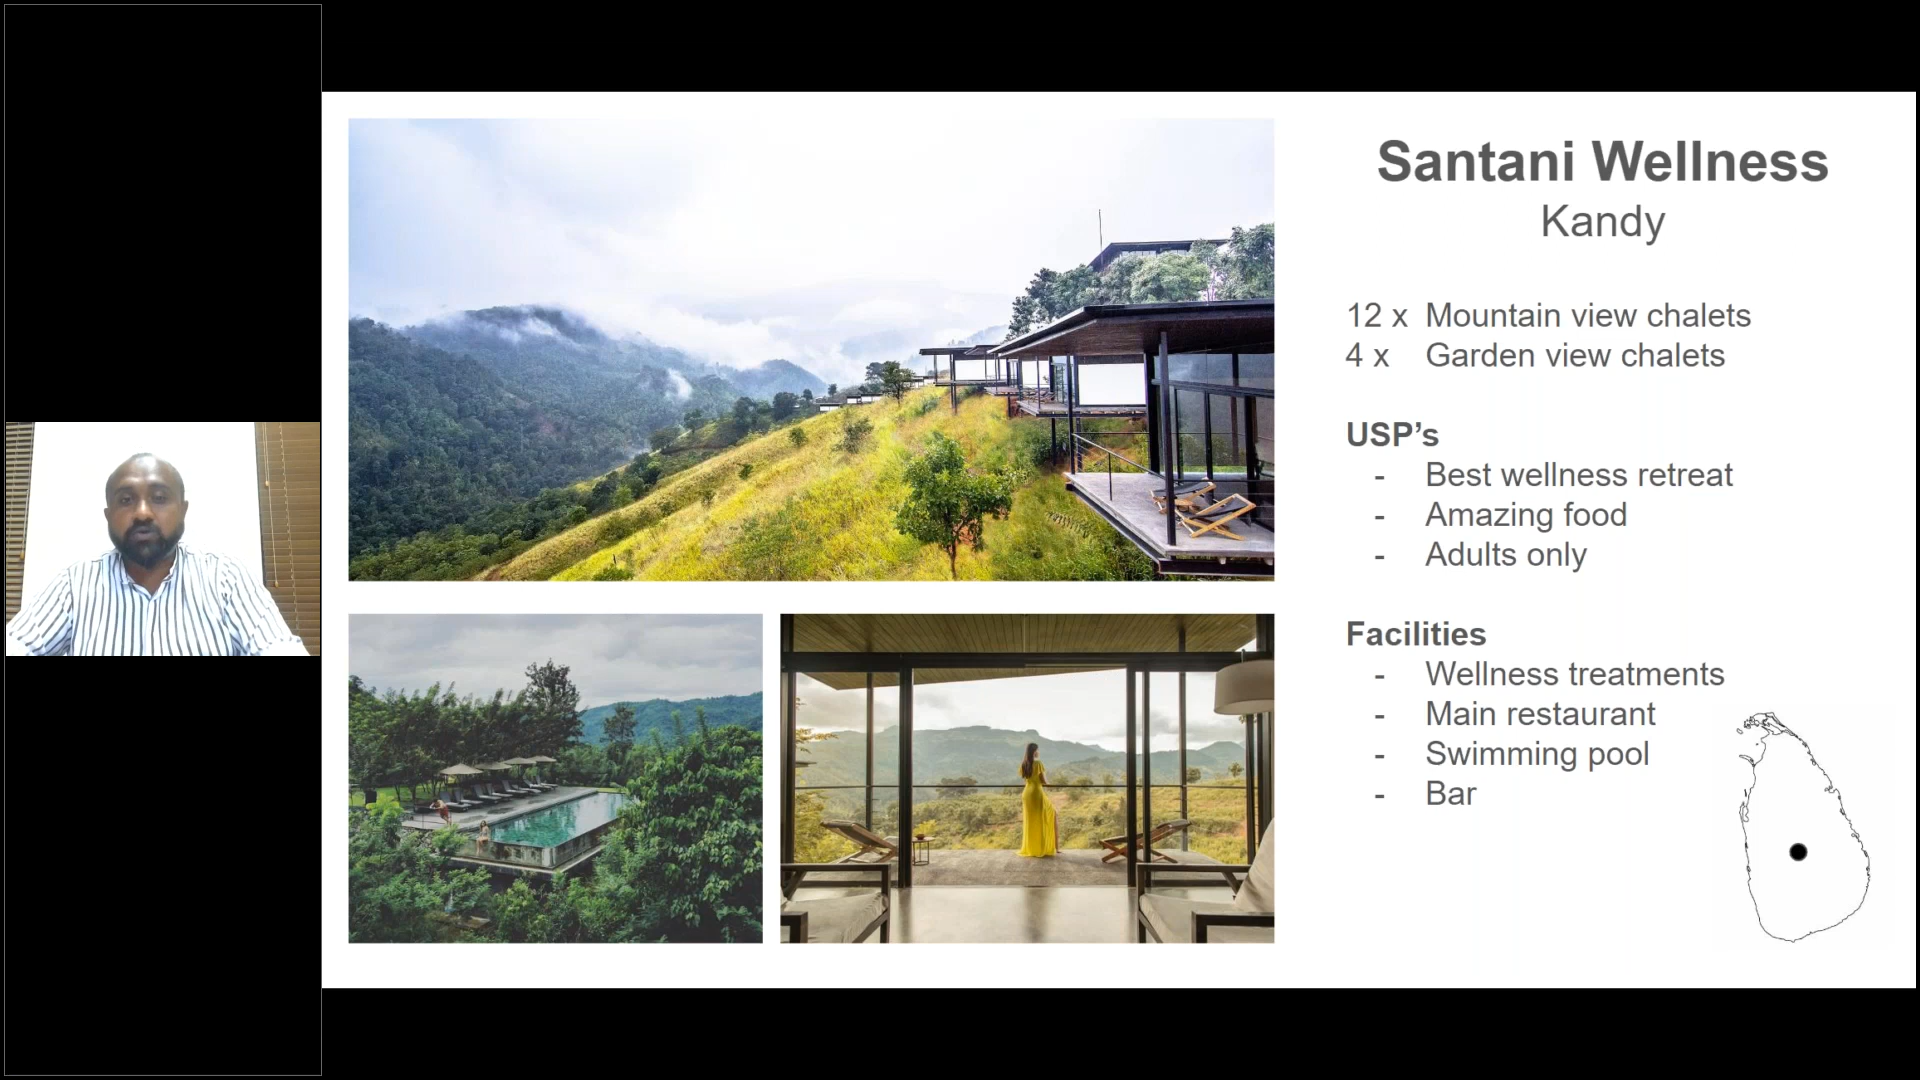 Santani Wellness
Kandy
12 x Mountain view chalets
4 x Garden view chalets
USP’s
- Best wellness retreat
- Amazing food
- Adults only
Facilities
- Wellness treatments
- Main restaurant
- Swimming pool
- Bar